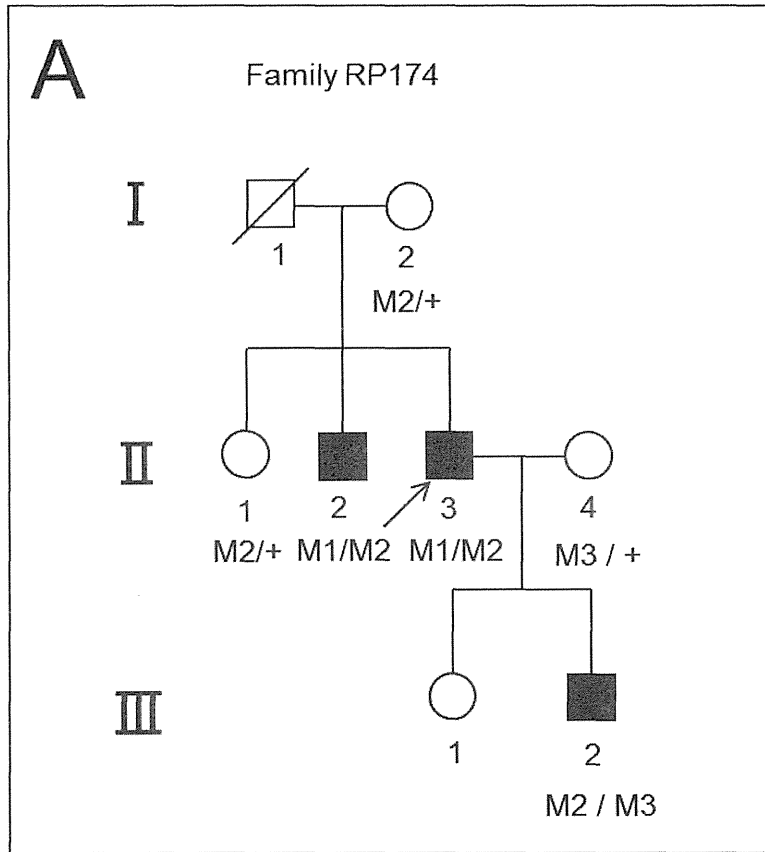 A
Family RP174
I
1 2
M2/+
II
1 2 3 4
M2/+ M1/M2 M1/M2 M3 / +
III
1 2
M2 / M3